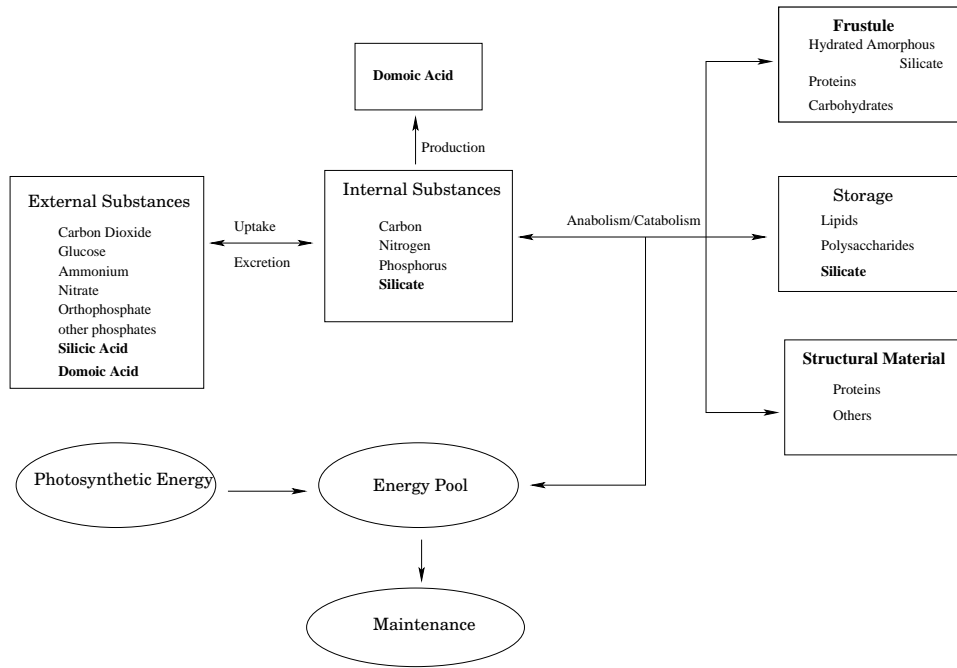 Domoic Acid
Production
External Substances
Carbon Dioxide
Glucose
Ammonium
Nitrate
Orthophosphate
other phosphates
Silicic Acid
Domoic Acid
Uptake
Excretion
Internal Substances
Carbon
Nitrogen
Phosphorus
Silicate
Anabolism/Catabolism
Frustule
Hydrated Amorphous
Silicate
Proteins
Carbohydrates
Storage
Lipids
Polysaccharides
Silicate
Structural Material
Proteins
Others
Photosynthetic Energy
Energy Pool
Maintenance